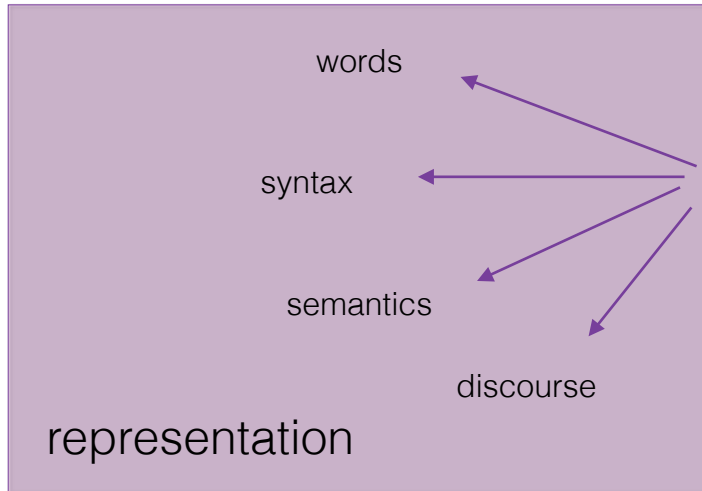 words
syntax
semantics
discourse
representation